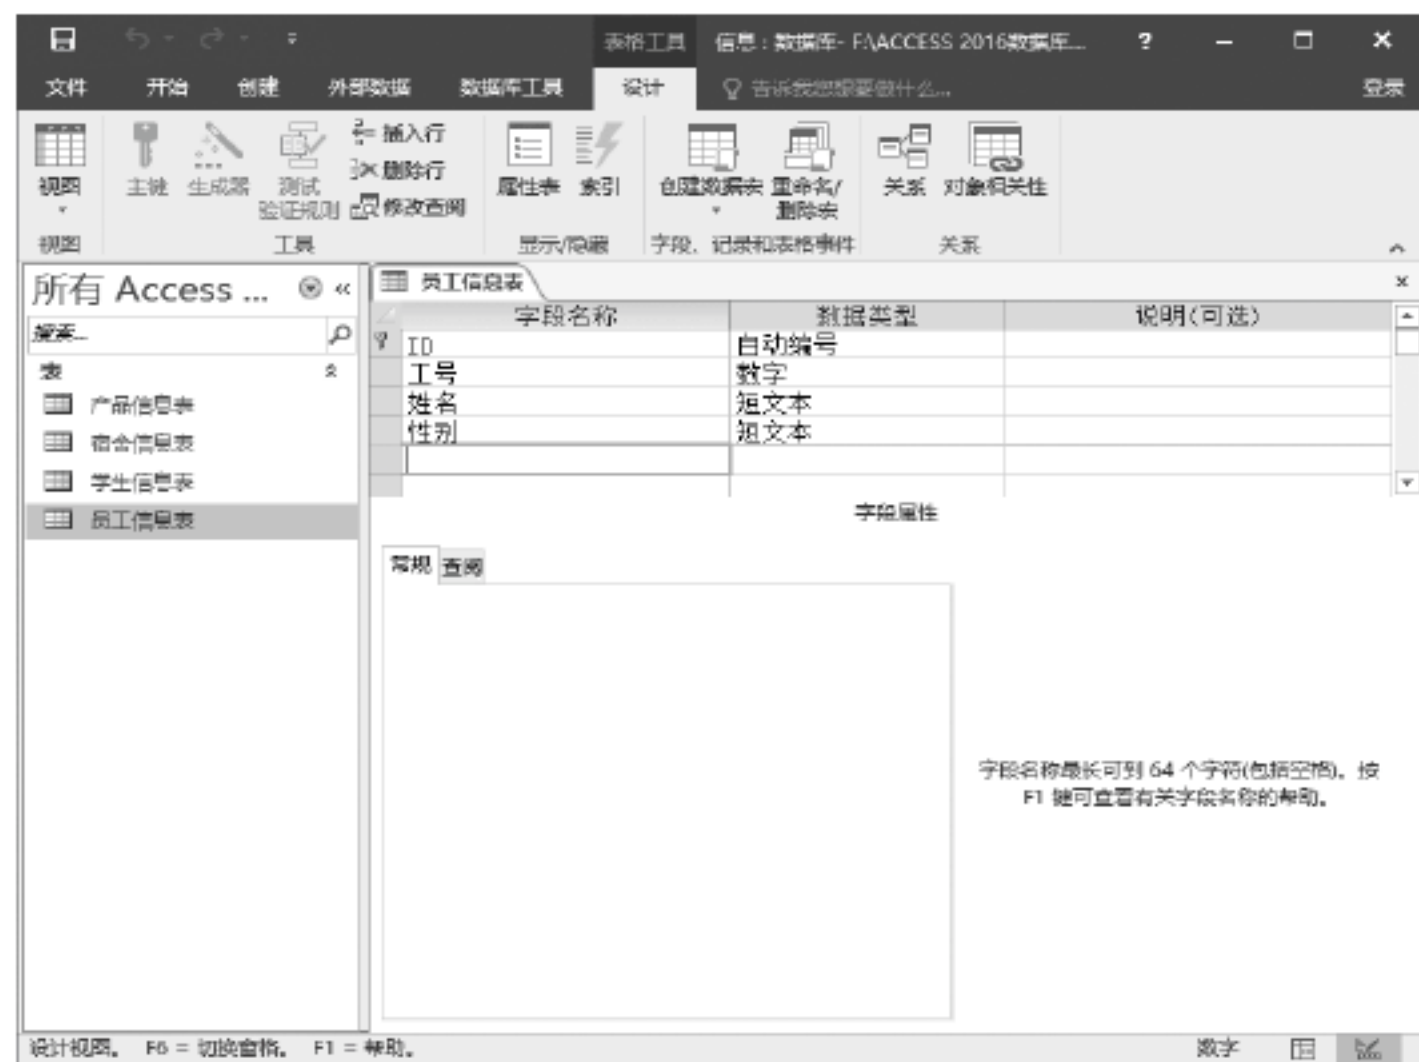 表格工具 信息 : 数据库- F:\ACCESS 2016数据库... ?
文件 开始 创建 外部数据 数据库工具 设计 告诉我您想要做什么... 登录
视图 主键 生成器 测试验证规则 插入行 删除行 修改查阅 属性表 索引 创建数据宏 重命名/删除宏 关系 对象相关性
视图 工具 显示/隐藏 字段、记录和表格事件 关系
所有 Access ... «
搜索...
表
产品信息表
宿舍信息表
学生信息表
员工信息表
员工信息表
字段名称 数据类型 说明(可选)
ID 自动编号
工号 数字
姓名 短文本
性别 短文本
字段属性
常规 查阅
字段名称最长可到 64 个字符(包括空格)。按
F1 键可查看有关字段名称的帮助。
设计视图。 F6 = 切换窗格。 F1 = 帮助。 数字